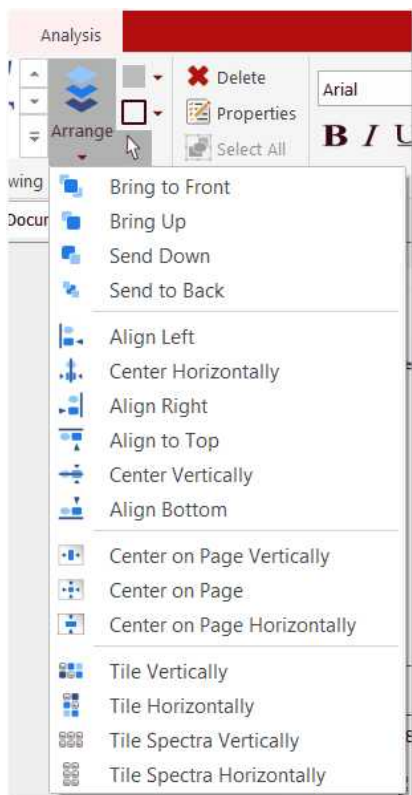 Analysis
Delete
Arial
Properties
Arrange
Select All
B I U
wing
Bring to Front
Docur
Bring Up
Send Down
Send to Back
Align Left
Center Horizontally
Align Right
Align to Top
Center Vertically
Align Bottom
Center on Page Vertically
Center on Page
Center on Page Horizontally
Tile Vertically
Tile Horizontally
Tile Spectra Vertically
Tile Spectra Horizontally